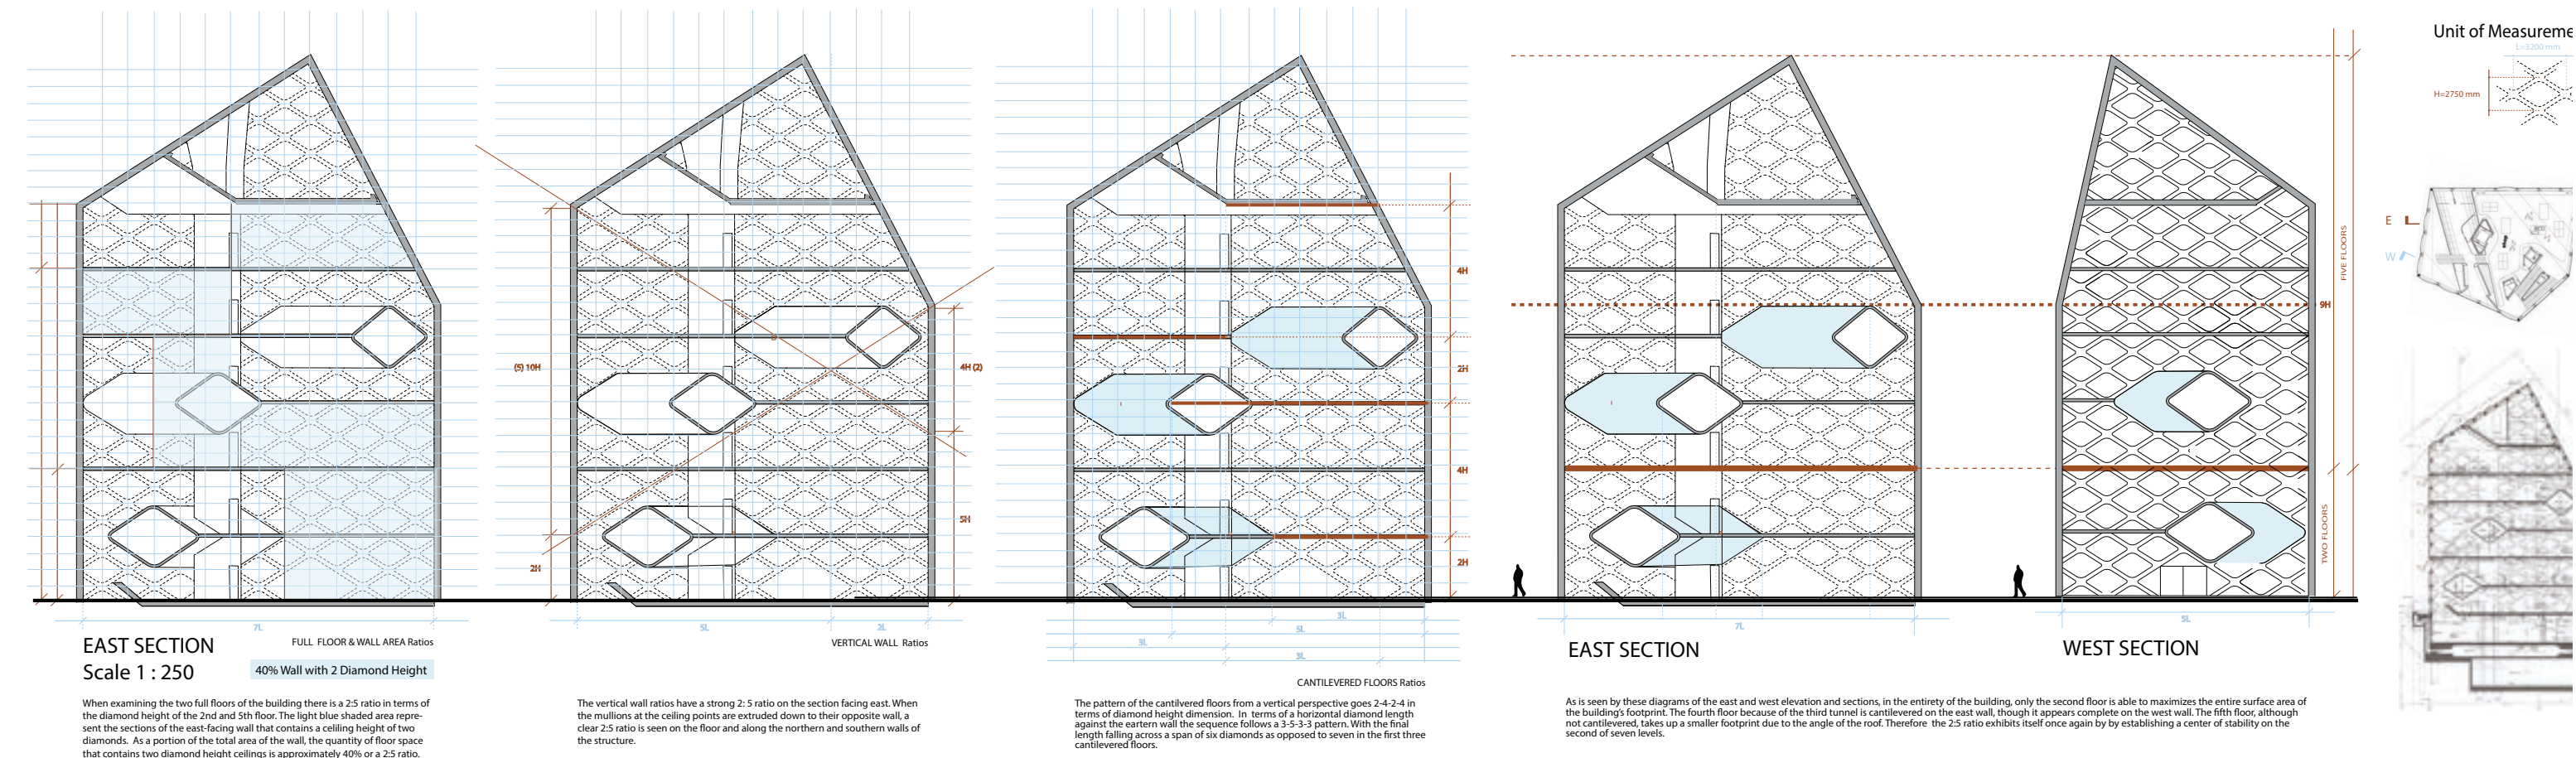 Unit of Measureme
L=3200 mm
H=2750 mm
E
W
FIVE FLOORS
TWO FLOORS
9H
(5) 10H
2H
4H (2)
5H
4H
2H
4H
2H
7L
5L
2L
3L
5L
3L
3L
7L
5L
EAST SECTION
Scale 1 : 250
FULL FLOOR & WALL AREA Ratios
40% Wall with 2 Diamond Height
When examining the two full floors of the building there is a 2:5 ratio in terms of
the diamond height of the 2nd and 5th floor. The light blue shaded area repre-
sent the sections of the east-facing wall that contains a celiling height of two
diamonds. As a portion of the total area of the wall, the quantity of floor space
that contains two diamond height ceilings is approximately 40% or a 2:5 ratio.
VERTICAL WALL Ratios
The vertical wall ratios have a strong 2: 5 ratio on the section facing east. When
the mullions at the ceiling points are extruded down to their opposite wall, a
clear 2:5 ratio is seen on the floor and along the northern and southern walls of
the structure.
CANTILEVERED FLOORS Ratios
The pattern of the cantilvered floors from a vertical perspective goes 2-4-2-4 in
terms of diamond height dimension. In terms of a horizontal diamond length
against the eartern wall the sequence follows a 3-5-3-3 pattern. With the final
length falling across a span of six diamonds as opposed to seven in the first three
cantilevered floors.
EAST SECTION
WEST SECTION
As is seen by these diagrams of the east and west elevation and sections, in the entirety of the building, only the second floor is able to maximizes the entire surface area of
the building's footprint. The fourth floor because of the third tunnel is cantilevered on the east wall, though it appears complete on the west wall. The fifth floor, although
not cantilevered, takes up a smaller footprint due to the angle of the roof. Therefore the 2:5 ratio exhibits itself once again by by establishing a center of stability on the
second of seven levels.